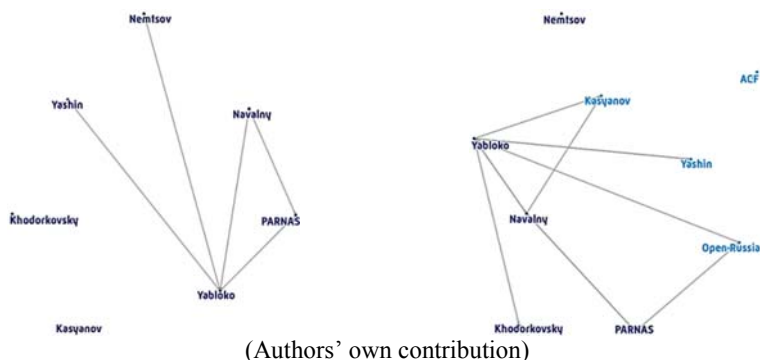 Nemtsov
Yashin
Navalny
Khodorkovsky
PARNAS
Yabloko
Kasyanov
Nemtsov
ACF
Kasyanov
Yabloko
Yashin
Navalny
Open-Russia
Khodorkovsky
PARNAS
(Authors' own contribution)